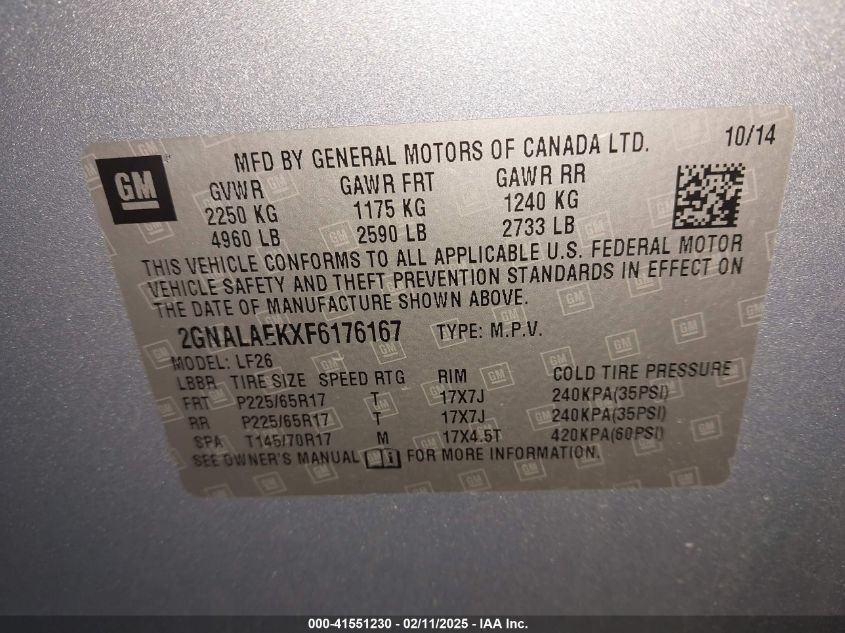 GM
MFD BY GENERAL MOTORS OF CANADA LTD.
10/14
GVWR GAWR FRT GAWR RR
2250 KG 1175 KG 1240 KG
4960 LB 2590 LB 2733 LB
THIS VEHICLE CONFORMS TO ALL APPLICABLE U.S. FEDERAL MOTOR
VEHICLE SAFETY AND THEFT PREVENTION STANDARDS IN EFFECT ON
THE DATE OF MANUFACTURE SHOWN ABOVE.
2GNALAEKXF6176167 TYPE: M.P.V.
MODEL: LF26
LBBR TIRE SIZE SPEED RTG RIM COLD TIRE PRESSURE
FRT P225/65R17 T 17X7J 240KPA(35PSI)
RR P225/65R17 T 17X7J 240KPA(35PSI)
SPA T145/70R17 M 17X4.5T 420KPA(60PSI)
SEE OWNER'S MANUAL i FOR MORE INFORMATION.
000-41551230 - 02/11/2025 - IAA Inc.